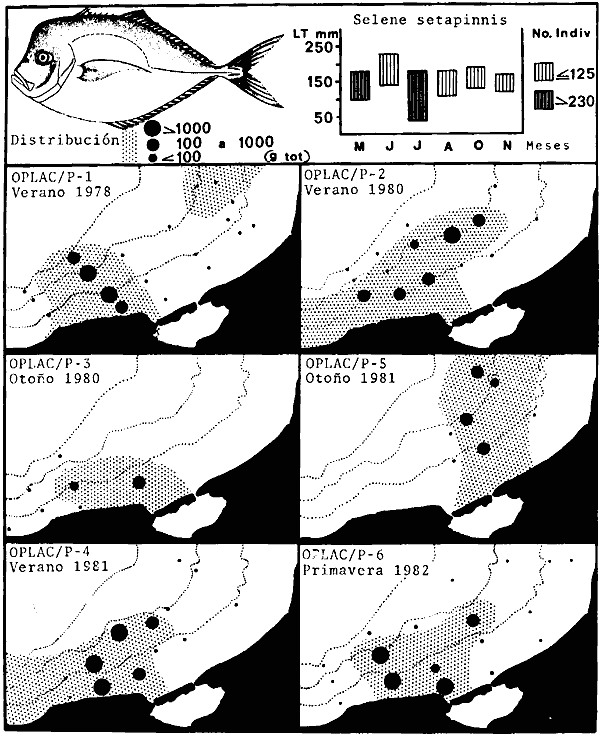 Selene setapinnis
LT mm
250
150
50
M J J A O N Meses
No. Indiv
≤125
>230
Distribución
>1000
100 a 1000
≤100 (g tot)
OPLAC/P-1
Verano 1978
OPLAC/P-2
Verano 1980
OPLAC/P-3
Otoño 1980
OPLAC/P-5
Otoño 1981
OPLAC/P-4
Verano 1981
OPLAC/P-6
Primavera 1982